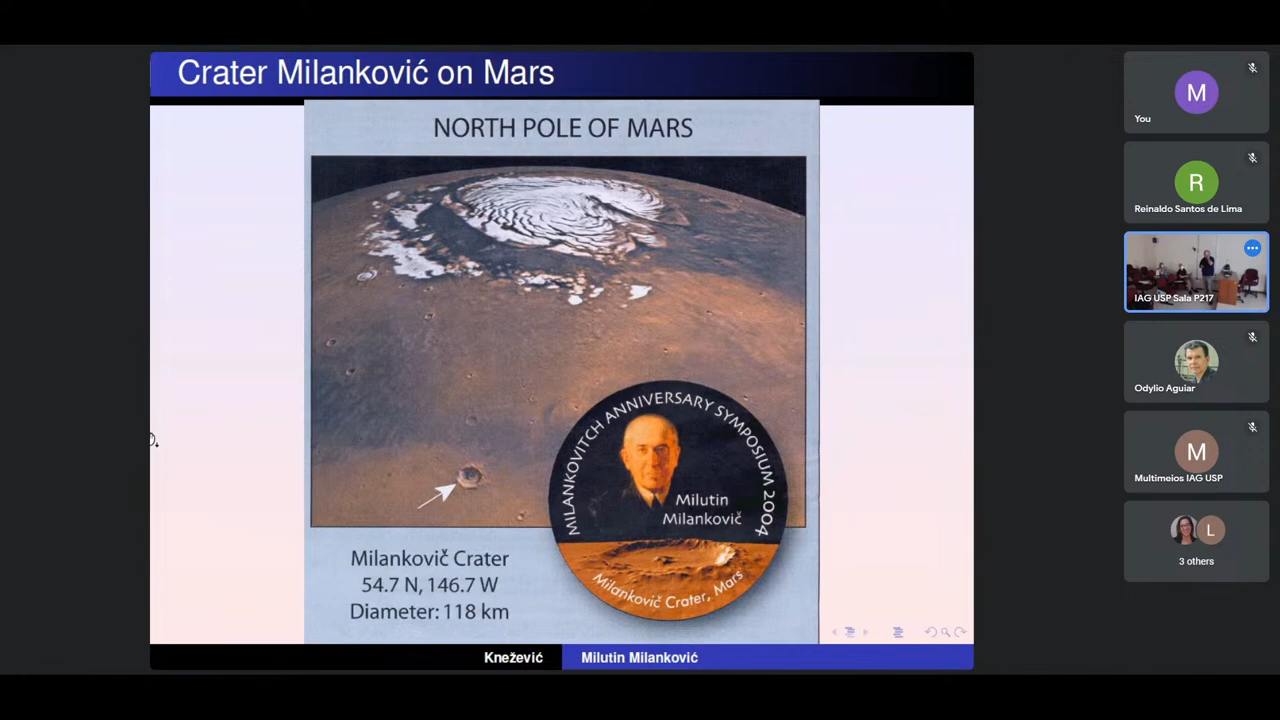 Crater Milanković on Mars
NORTH POLE OF MARS
MILANKOVITCH ANNIVERSARY SYMPOSIUM 2004
Milutin
Milankovič
Milankovič Crater, Mars
Milankovič Crater
54.7 N, 146.7 W
Diameter: 118 km
Knežević
Milutin Milanković
M
You
R
Reinaldo Santos de Lima
IAG USP Sala P217
Odylio Aguiar
M
Multimeios IAG USP
L
3 others